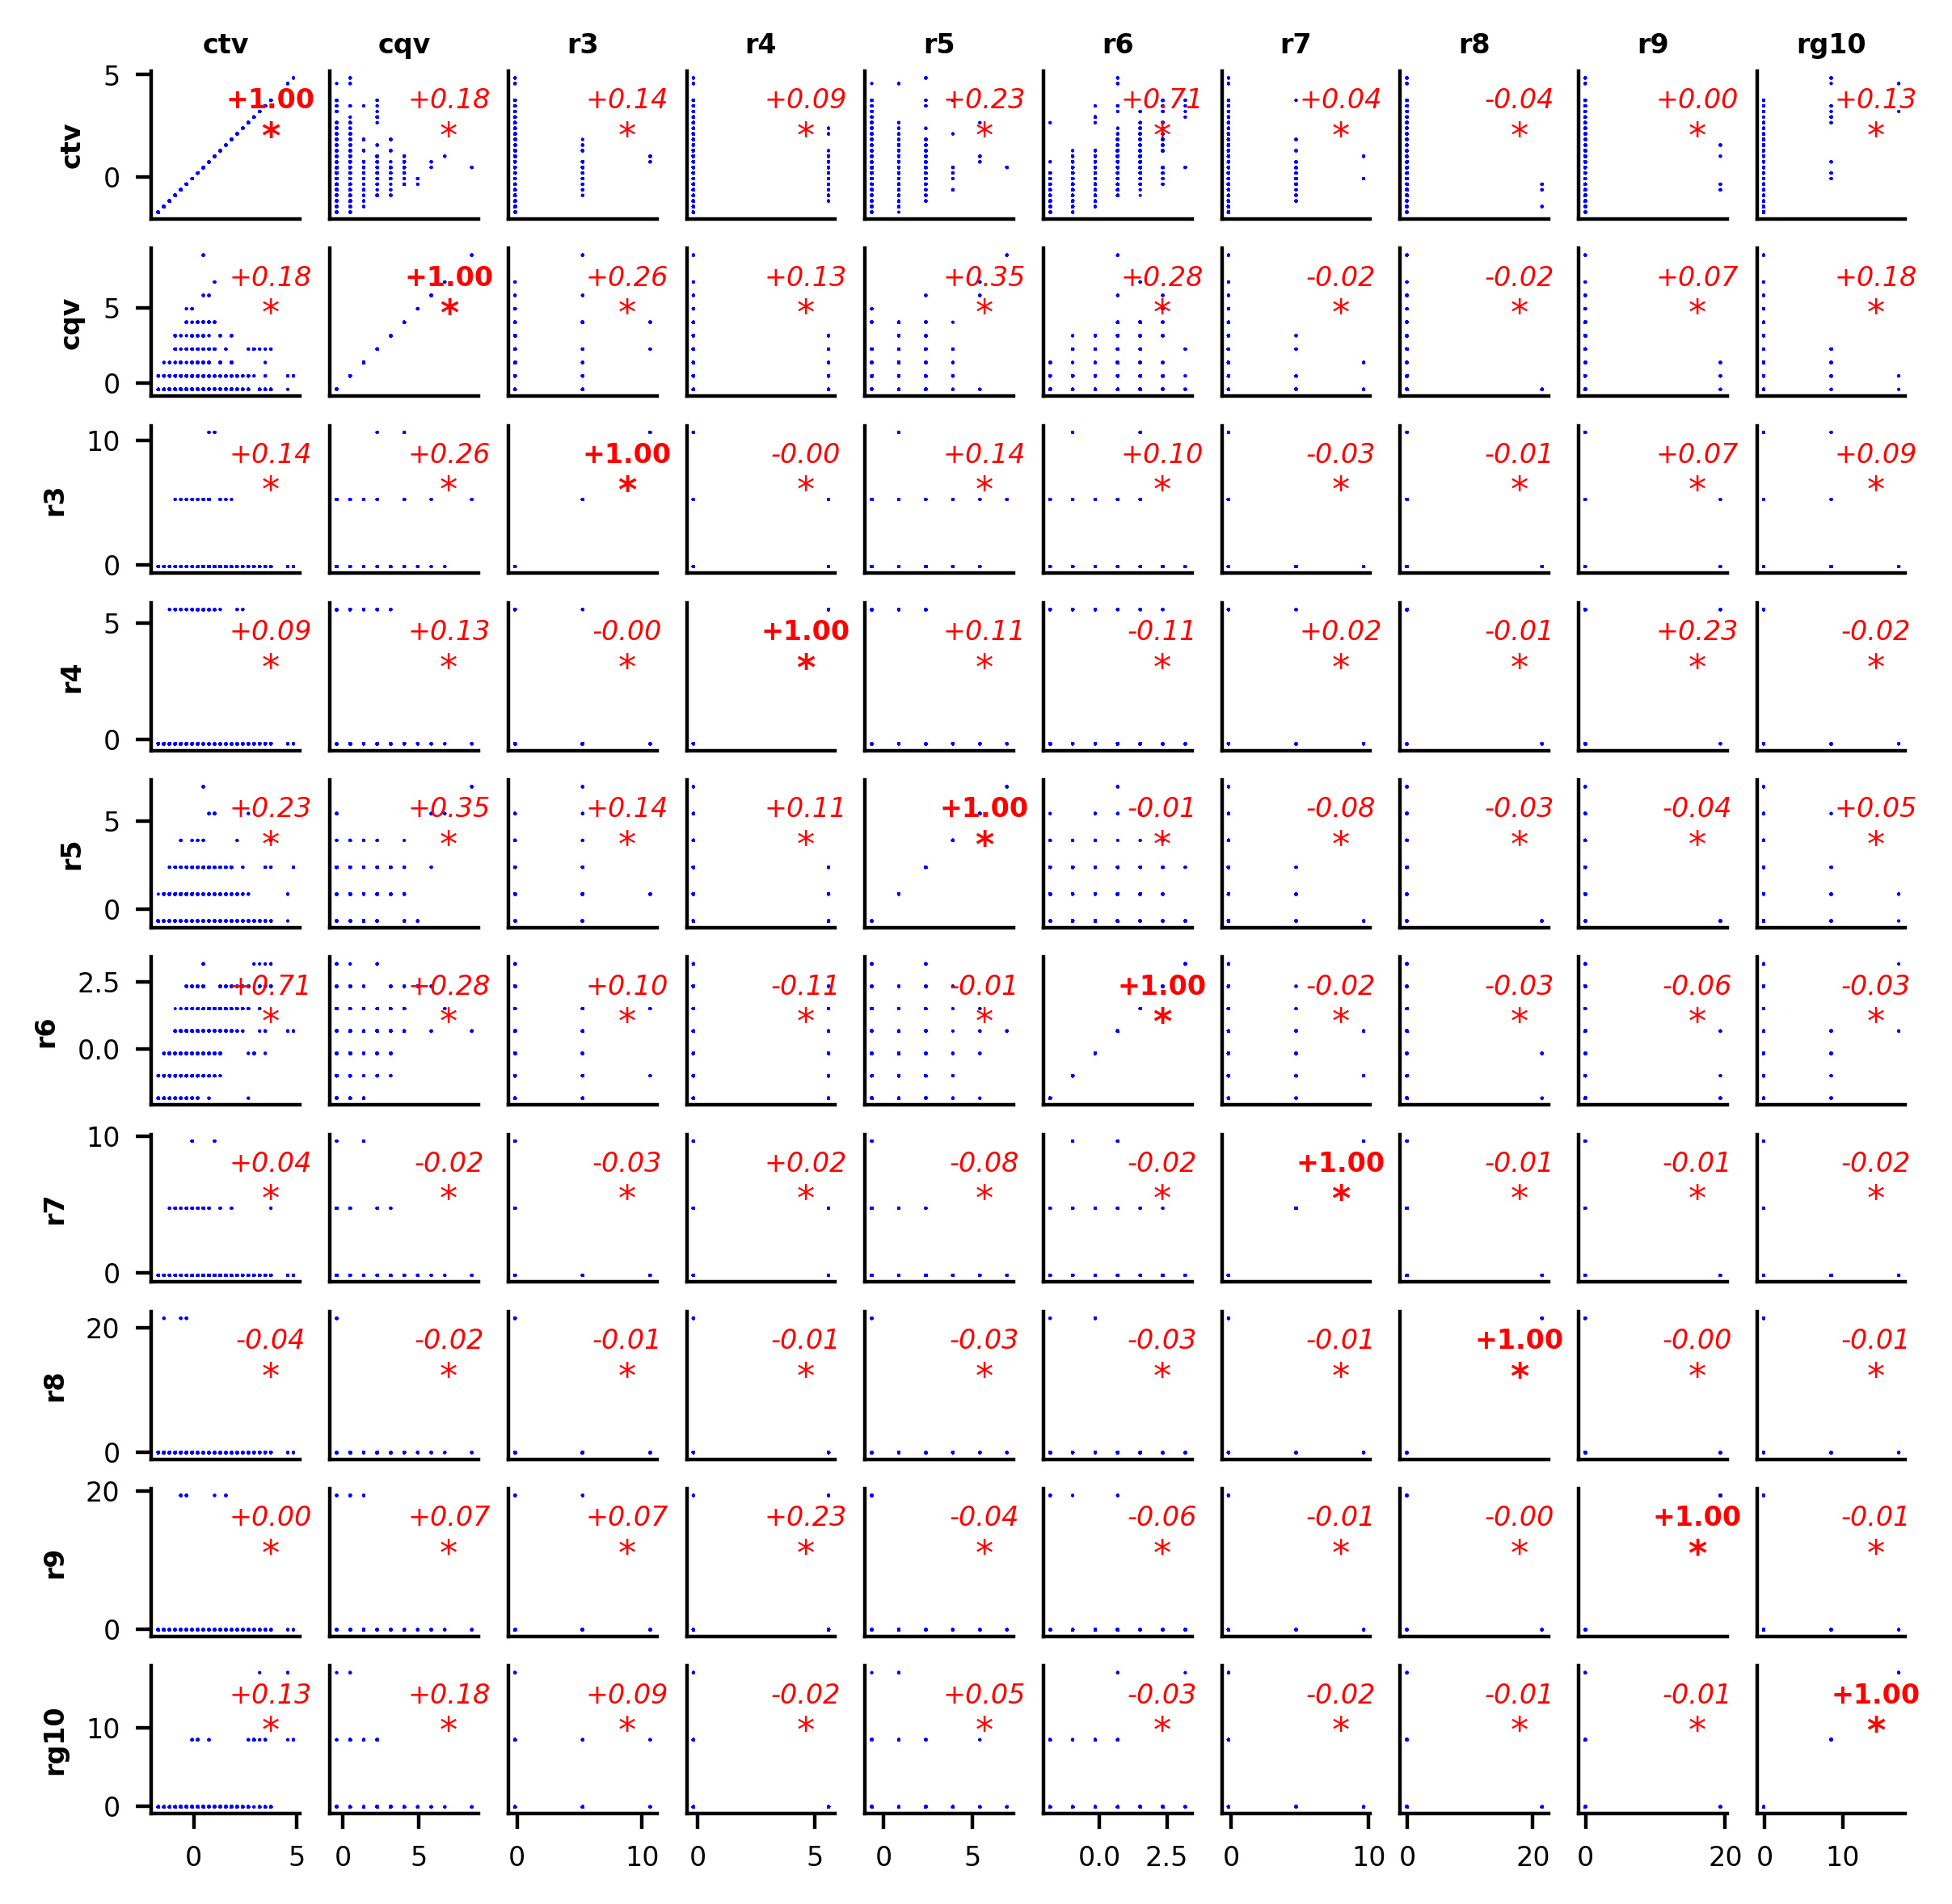 ctv cqv r3 r4 r5 r6 r7 r8 r9 rg10
ctv 5 0 +1.00 +0.18 +0.14 +0.09 +0.23 +0.71 +0.04 -0.04 +0.00 +0.13
* * * * * * * * * *
cqv 5 0 +0.18 +1.00 +0.26 +0.13 +0.35 +0.28 -0.02 -0.02 +0.07 +0.18
* * * * * * * * * *
r3 10 0 +0.14 +0.26 +1.00 -0.00 +0.14 +0.10 -0.03 -0.01 +0.07 +0.09
* * * * * * * * * *
r4 5 0 +0.09 +0.13 -0.00 +1.00 +0.11 -0.11 +0.02 -0.01 +0.23 -0.02
* * * * * * * * * *
r5 5 0 +0.23 +0.35 +0.14 +0.11 +1.00 -0.01 -0.08 -0.03 -0.04 +0.05
* * * * * * * * * *
r6 2.5 0.0 +0.71 +0.28 +0.10 -0.11 -0.01 +1.00 -0.02 -0.03 -0.06 -0.03
* * * * * * * * * *
r7 10 0 +0.04 -0.02 -0.03 +0.02 -0.08 -0.02 +1.00 -0.01 -0.01 -0.02
* * * * * * * * * *
r8 20 0 -0.04 -0.02 -0.01 -0.01 -0.03 -0.03 -0.01 +1.00 -0.00 -0.01
* * * * * * * * * *
r9 20 0 +0.00 +0.07 +0.07 +0.23 -0.04 -0.06 -0.01 -0.00 +1.00 -0.01
* * * * * * * * * *
rg10 10 0 +0.13 +0.18 +0.09 -0.02 +0.05 -0.03 -0.02 -0.01 -0.01 +1.00
* * * * * * * * * *
0 5 0 5 0 10 0 5 0 5 0.0 2.5 0 10 0 20 0 20 0 10